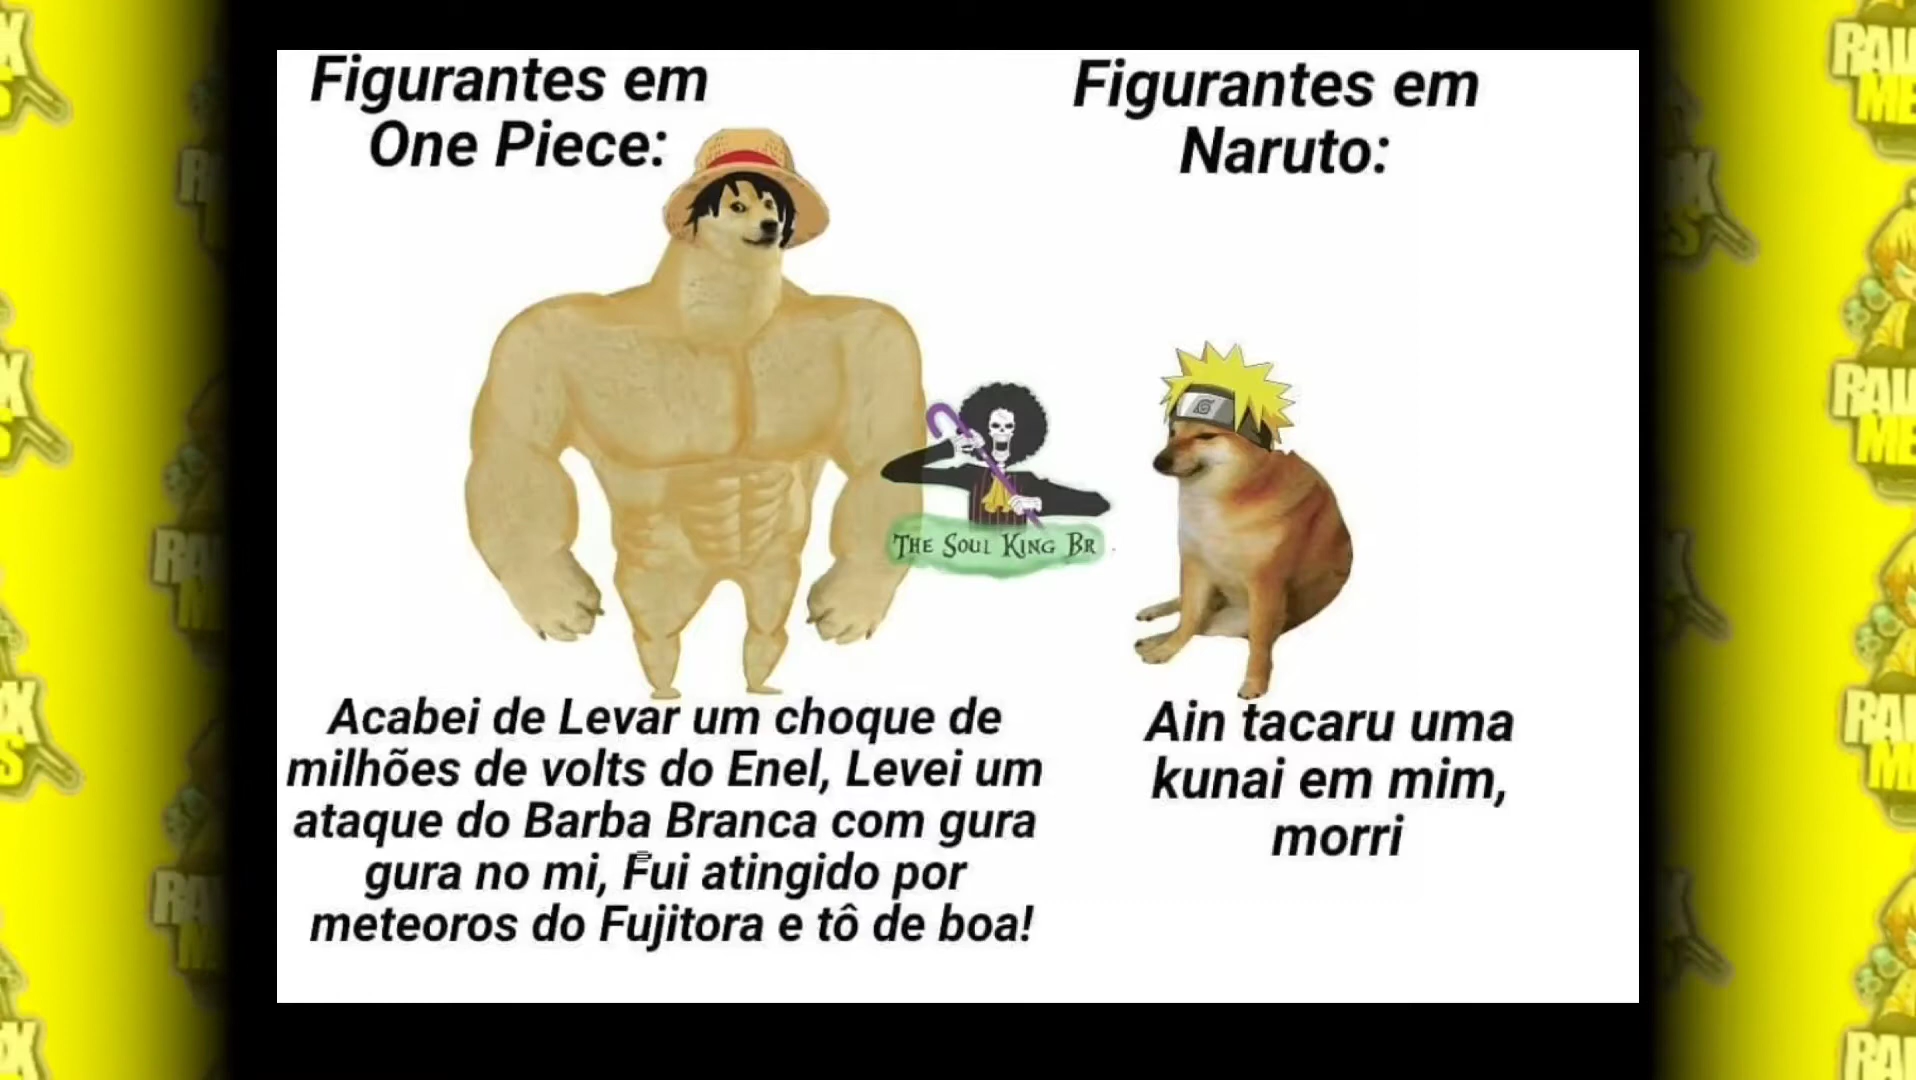 Figurantes em
One Piece:
Figurantes em
Naruto:
THE SOUL KING BR
Acabei de Levar um choque de
milhões de volts do Enel, Levei um
ataque do Barba Branca com gura
gura no mi, Fui atingido por
meteoros do Fujitora e tô de boa!
Ain tacaru uma
kunai em mim,
morri